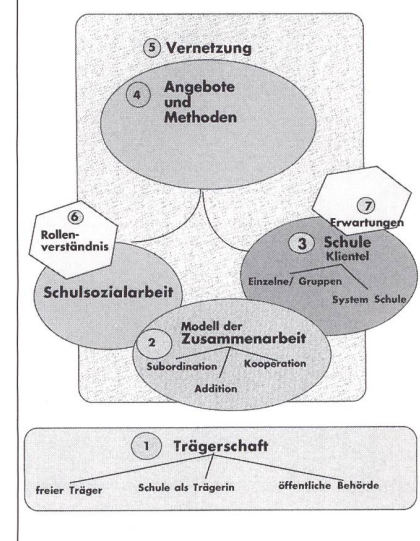 5 Vernetzung
4 Angebote
und
Methoden
6
Rollen-
verständnis
7
Erwartungen
3 Schule
Klientel
Einzelne/ Gruppen
System Schule
Schulsozialarbeit
Modell der
2 Zusammenarbeit
Subordination
Kooperation
Addition
1 Trägerschaft
freier Träger
Schule als Trägerin
öffentliche Behörde